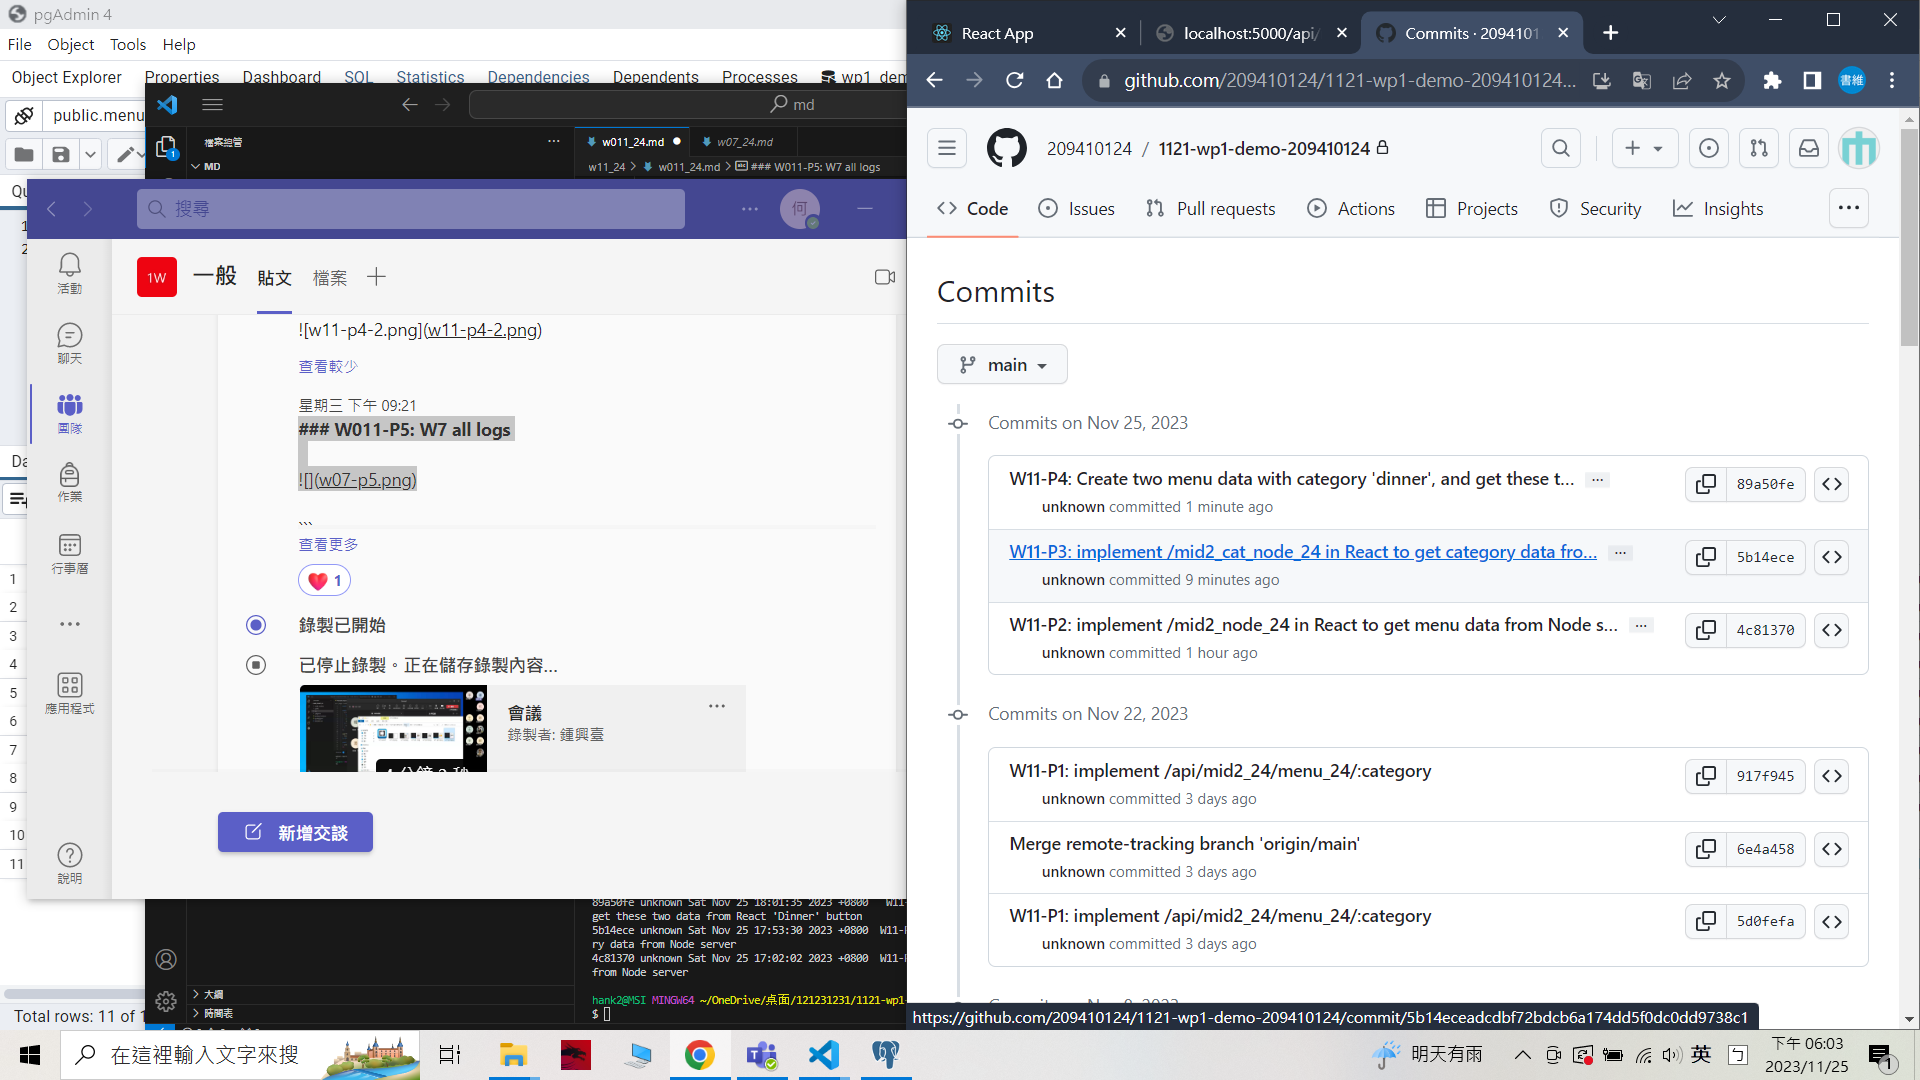 pgAdmin 4
File Object Tools Help
Object Explorer Properties Dashboard SQL Statistics Dependencies Dependents Processes wp1_dem
public.menu
md
檔案總管
w011_24.md
w07_24.md
MD
w11_24 > w011_24.md > ### W011-P5: W7 all logs
Qu
1
2
搜尋
何
活動
聊天
團隊
作業
行事曆
應用程式
說明
1W
一般
貼文
檔案
![w11-p4-2.png](w11-p4-2.png)
查看較少
星期三 下午 09:21
### W011-P5: W7 all logs
![](w07-p5.png)
```
查看更多
1
錄製已開始
已停止錄製。正在儲存錄製內容...
會議
錄製者: 鍾興臺
新增交談
Da
1
2
3
4
5
6
7
8
9
10
11
Total rows: 11 of 1
大綱
時間表
89a50fe unknown Sat Nov 25 18:01:35 2023 +0800 W11-
get these two data from React 'Dinner' button
5b14ece unknown Sat Nov 25 17:53:30 2023 +0800 W11-P
ry data from Node server
4c81370 unknown Sat Nov 25 17:02:02 2023 +0800 W11-P
from Node server
hank2@MSI MINGW64 ~/OneDrive/桌面/121231231/1121-wp1-
$
React App
localhost:5000/api/
Commits · 2094101
github.com/209410124/1121-wp1-demo-209410124...
書維
209410124 / 1121-wp1-demo-209410124
Code Issues Pull requests Actions Projects Security Insights
Commits
main
Commits on Nov 25, 2023
W11-P4: Create two menu data with category 'dinner', and get these t...
89a50fe
unknown committed 1 minute ago
W11-P3: implement /mid2_cat_node_24 in React to get category data fro...
5b14ece
unknown committed 9 minutes ago
W11-P2: implement /mid2_node_24 in React to get menu data from Node s...
4c81370
unknown committed 1 hour ago
Commits on Nov 22, 2023
W11-P1: implement /api/mid2_24/menu_24/:category
917f945
unknown committed 3 days ago
Merge remote-tracking branch 'origin/main'
6e4a458
unknown committed 3 days ago
W11-P1: implement /api/mid2_24/menu_24/:category
5d0fefa
unknown committed 3 days ago
https://github.com/209410124/1121-wp1-demo-209410124/commit/5b14eceadcdbf72bdcb6a174dd5f0dc0dd9738c1
在這裡輸入文字來搜
明天有雨
英
下午 06:03
2023/11/25
1